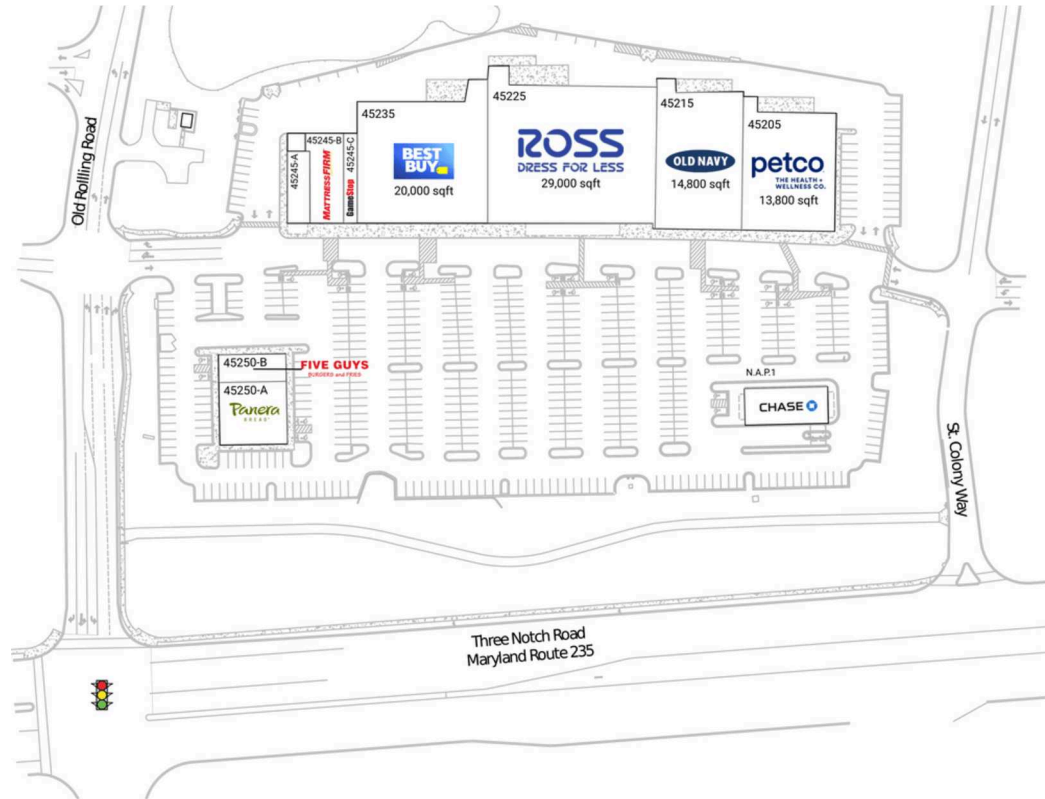 Old Rollling Road
45235
45225
45215
45205
45245-A
45245-B
MATTRESSFIRM
45245-C
GameStop
BEST
BUY
20,000 sqft
ROSS
DRESS FOR LESS
29,000 sqft
OLD NAVY
14,800 sqft
petco
THE HEALTH +
WELLNESS CO.
13,800 sqft
45250-B
FIVE GUYS
BURGERS and FRIES
45250-A
Panera
BREAD
N.A.P.1
CHASE
St. Colony Way
Three Notch Road
Maryland Route 235